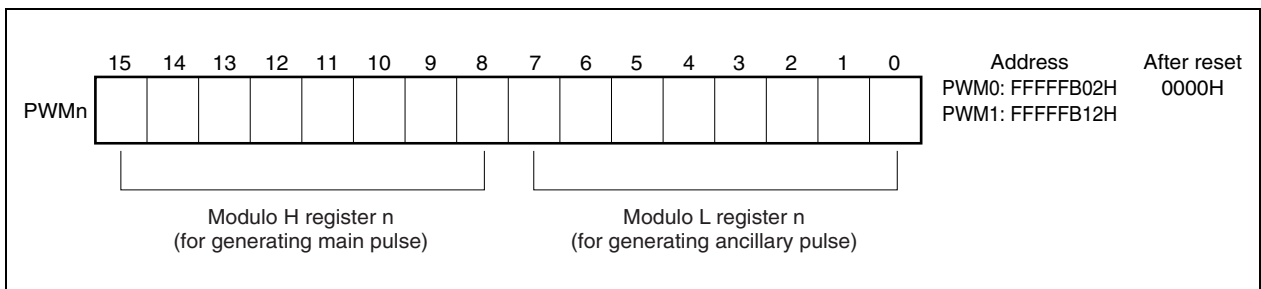 15 14 13 12 11 10 9 8 7 6 5 4 3 2 1 0 Address After reset
PWMn PWM0: FFFFFB02H 0000H
PWM1: FFFFFB12H
Modulo H register n Modulo L register n
(for generating main pulse) (for generating ancillary pulse)